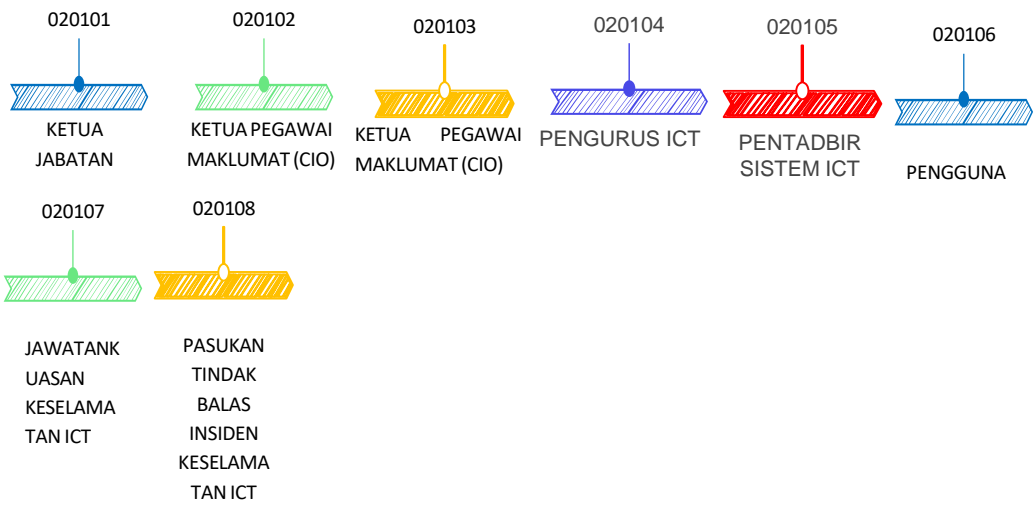 020101
KETUA
JABATAN
020102
KETUA PEGAWAI
MAKLUMAT (CIO)
020103
KETUA PEGAWAI
MAKLUMAT (CIO)
020104
PENGURUS ICT
020105
PENTADBIR
SISTEM ICT
020106
PENGGUNA
020107
JAWATANK
UASAN
KESELAMA
TAN ICT
020108
PASUKAN
TINDAK
BALAS
INSIDEN
KESELAMA
TAN ICT